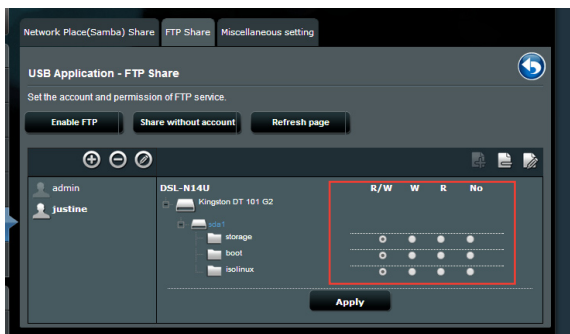 Network Place(Samba) Share FTP Share Miscellaneous setting
USB Application - FTP Share
Set the account and permission of FTP service.
Enable FTP Share without account Refresh page
admin
justine
DSL-N14U R/W W R No
Kingston DT 101 G2
sda1
storage
boot
isolinux
Apply